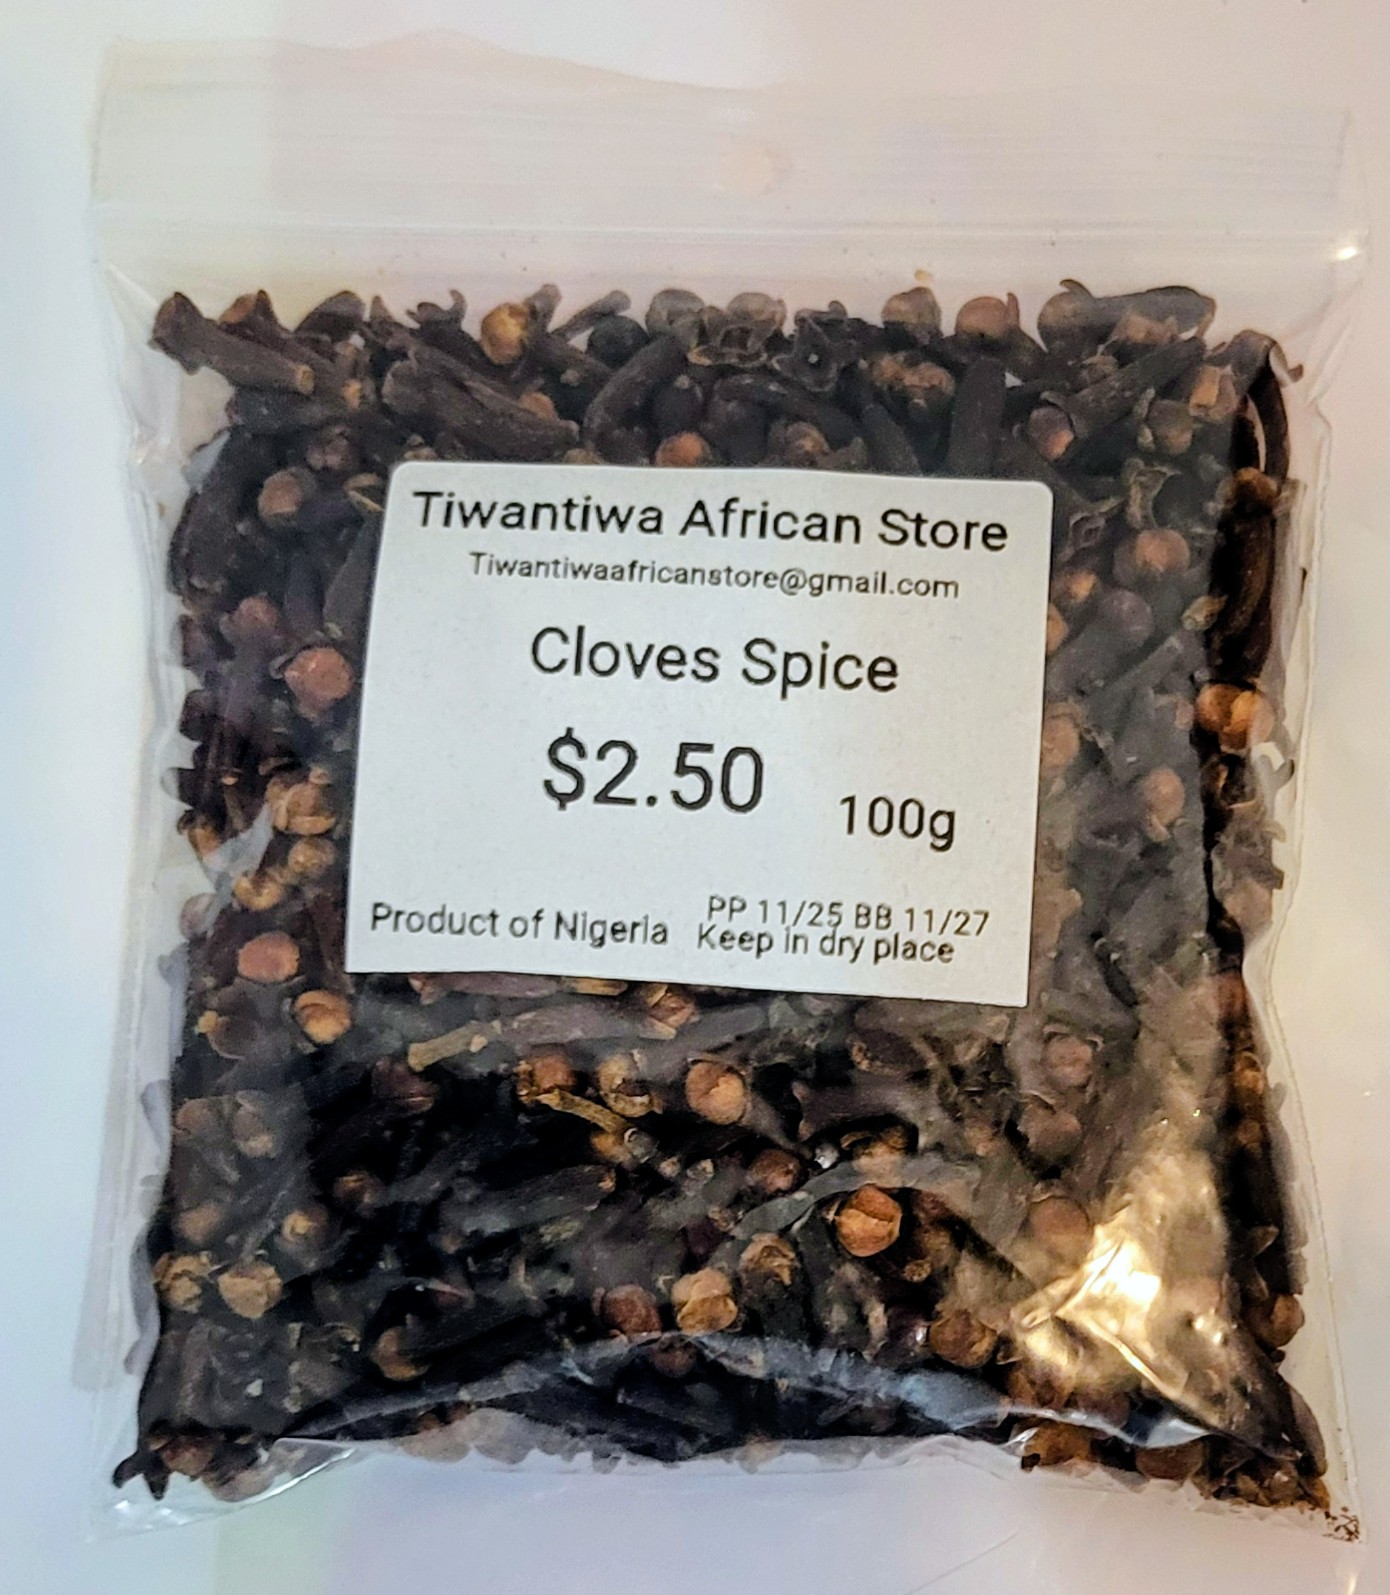 Tiwantiwa African Store
Tiwantiwaafricanstore@gmail.com
Cloves Spice
$2.50 100g
Product of Nigeria
PP 11/25 BB 11/27
Keep in dry place